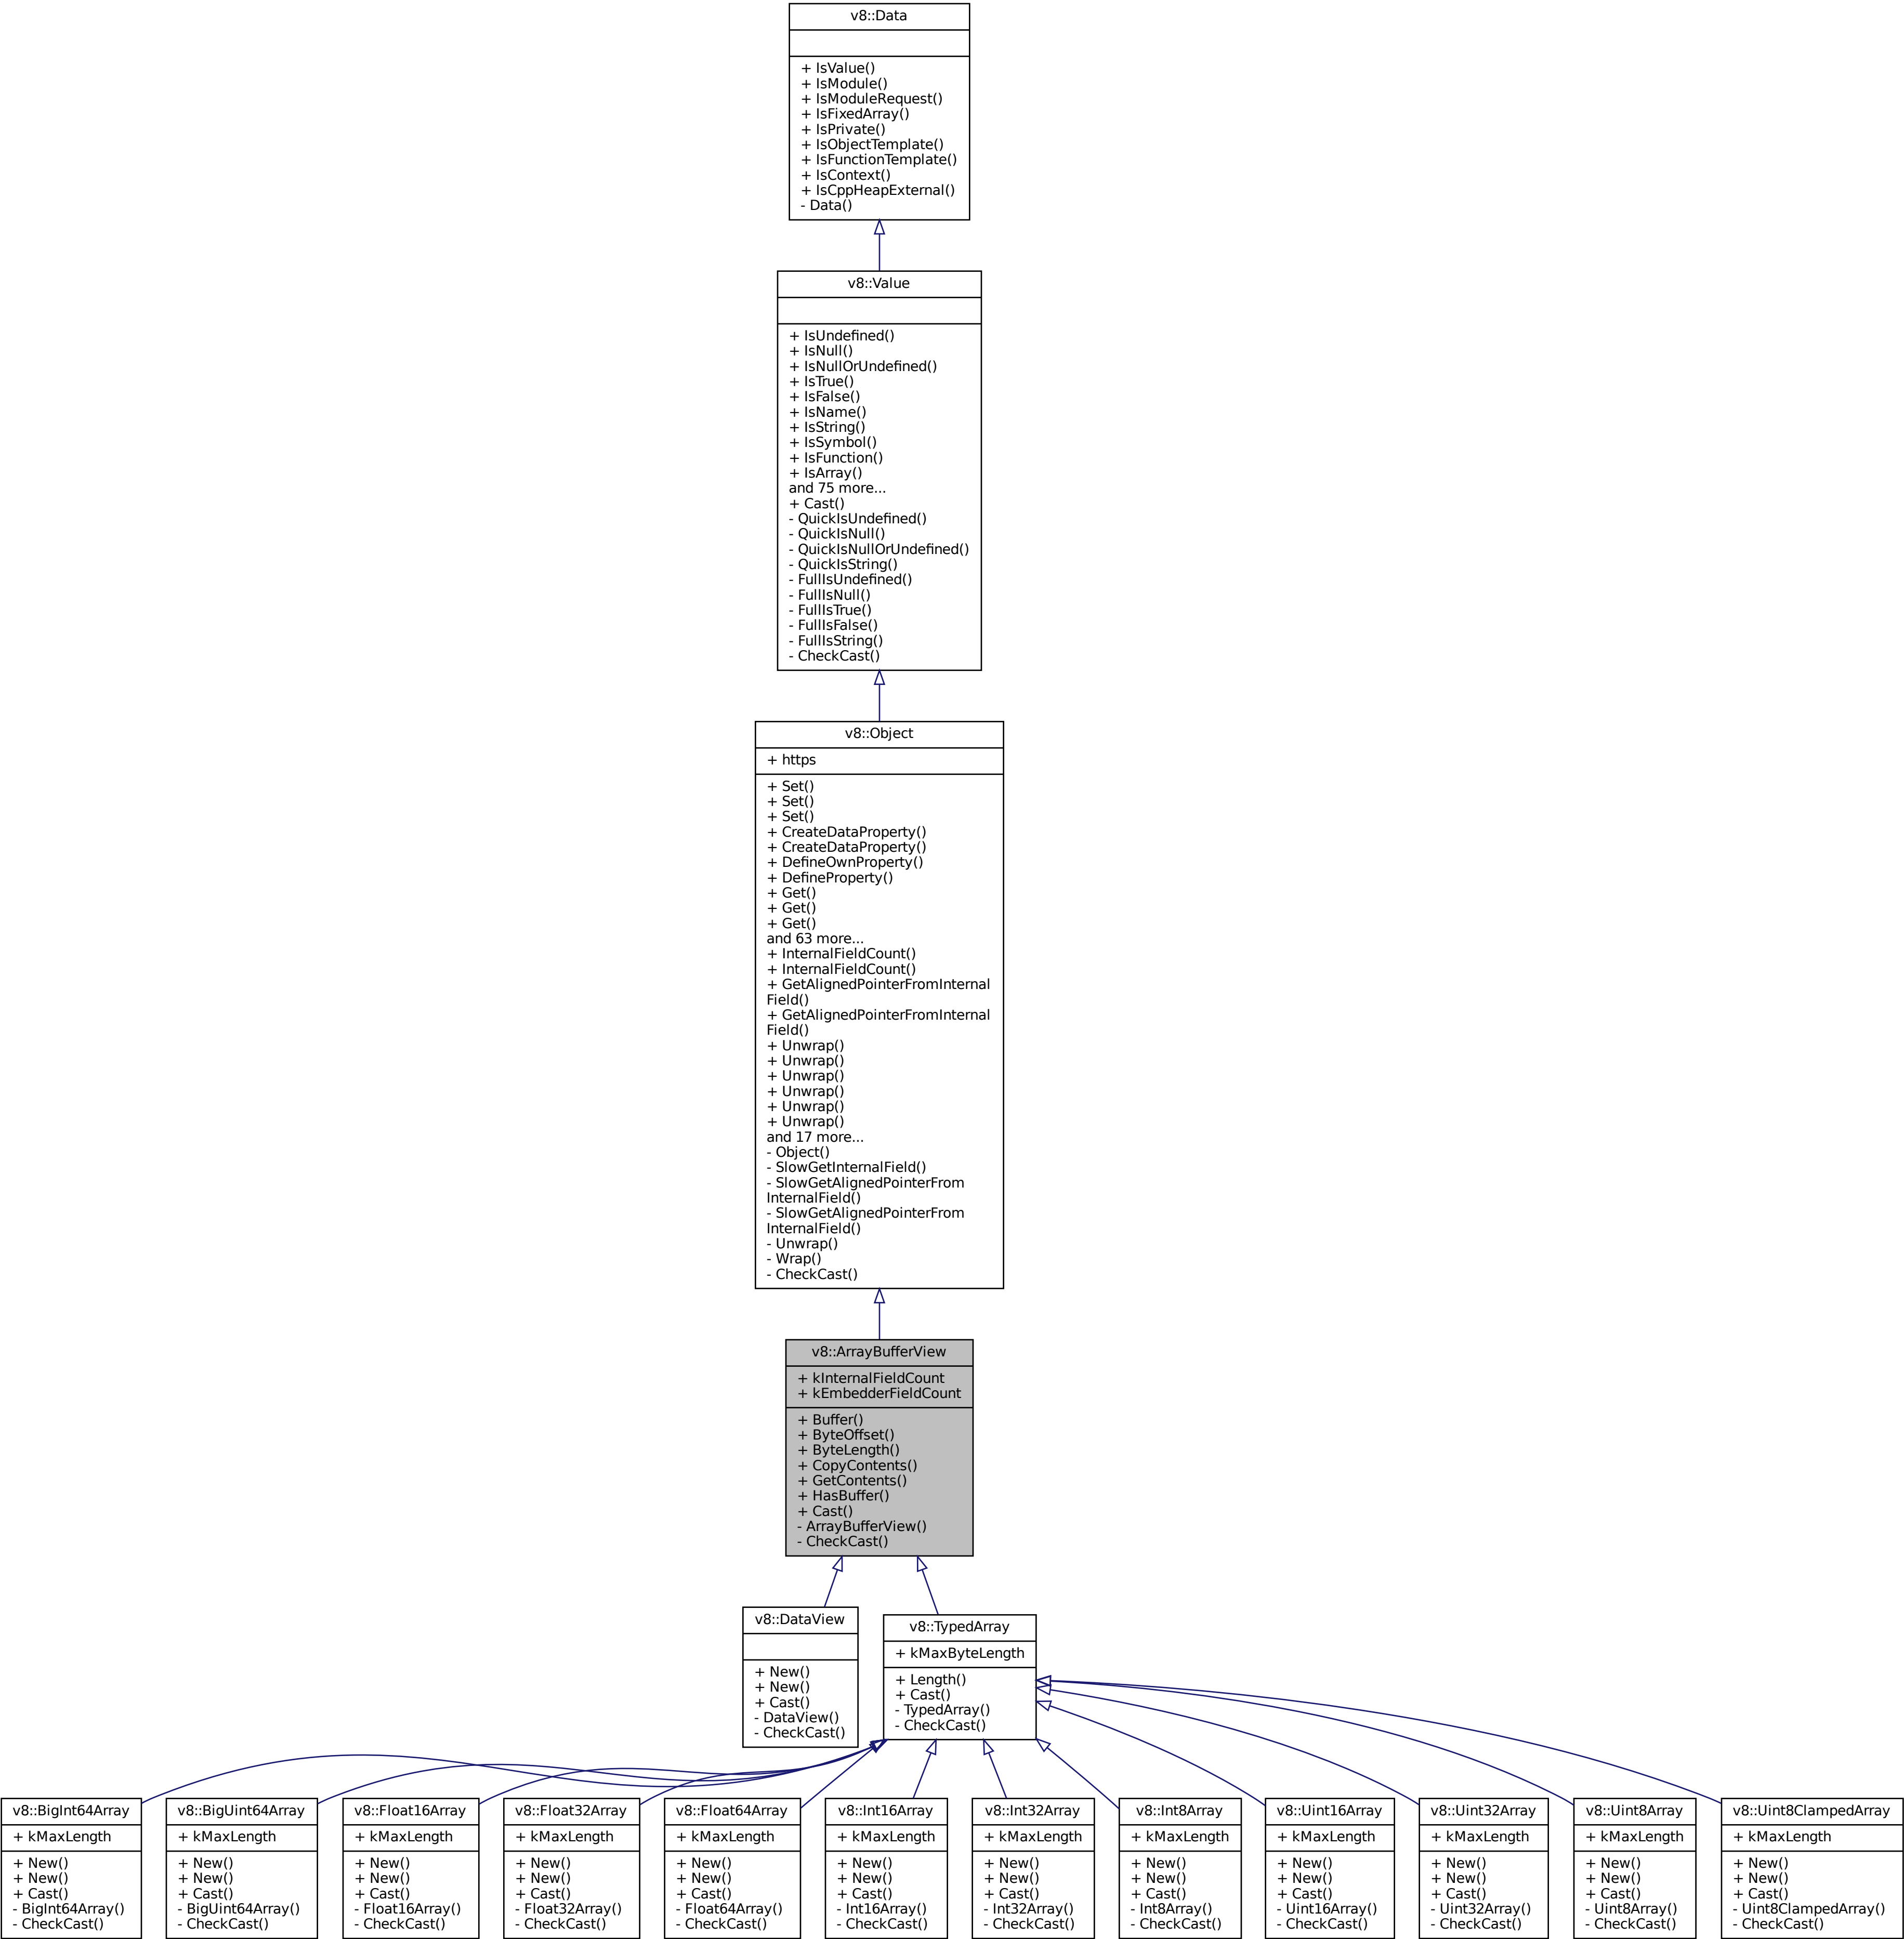 v8::Data
+ IsValue()
+ IsModule()
+ IsModuleRequest()
+ IsFixedArray()
+ IsPrivate()
+ IsObjectTemplate()
+ IsFunctionTemplate()
+ IsContext()
+ IsCppHeapExternal()
- Data()
v8::Value
+ IsUndefined()
+ IsNull()
+ IsNullOrUndefined()
+ IsTrue()
+ IsFalse()
+ IsName()
+ IsString()
+ IsSymbol()
+ IsFunction()
+ IsArray()
and 75 more...
+ Cast()
- QuickIsUndefined()
- QuickIsNull()
- QuickIsNullOrUndefined()
- QuickIsString()
- FullIsUndefined()
- FullIsNull()
- FullIsTrue()
- FullIsFalse()
- FullIsString()
- CheckCast()
v8::Object
+ https
+ Set()
+ Set()
+ Set()
+ CreateDataProperty()
+ CreateDataProperty()
+ DefineOwnProperty()
+ DefineProperty()
+ Get()
+ Get()
+ Get()
and 63 more...
+ InternalFieldCount()
+ InternalFieldCount()
+ GetAlignedPointerFromInternal
Field()
+ GetAlignedPointerFromInternal
Field()
+ Unwrap()
+ Unwrap()
+ Unwrap()
+ Unwrap()
+ Unwrap()
+ Unwrap()
and 17 more...
- Object()
- SlowGetInternalField()
- SlowGetAlignedPointerFrom
InternalField()
- SlowGetAlignedPointerFrom
InternalField()
- Unwrap()
- Wrap()
- CheckCast()
v8::ArrayBufferView
+ kInternalFieldCount
+ kEmbedderFieldCount
+ Buffer()
+ ByteOffset()
+ ByteLength()
+ CopyContents()
+ GetContents()
+ HasBuffer()
+ Cast()
- ArrayBufferView()
- CheckCast()
v8::DataView
+ New()
+ New()
+ Cast()
- DataView()
- CheckCast()
v8::TypedArray
+ kMaxByteLength
+ Length()
+ Cast()
- TypedArray()
- CheckCast()
v8::BigInt64Array
+ kMaxLength
+ New()
+ New()
+ Cast()
- BigInt64Array()
- CheckCast()
v8::BigUint64Array
+ kMaxLength
+ New()
+ New()
+ Cast()
- BigUint64Array()
- CheckCast()
v8::Float16Array
+ kMaxLength
+ New()
+ New()
+ Cast()
- Float16Array()
- CheckCast()
v8::Float32Array
+ kMaxLength
+ New()
+ New()
+ Cast()
- Float32Array()
- CheckCast()
v8::Float64Array
+ kMaxLength
+ New()
+ New()
+ Cast()
- Float64Array()
- CheckCast()
v8::Int16Array
+ kMaxLength
+ New()
+ New()
+ Cast()
- Int16Array()
- CheckCast()
v8::Int32Array
+ kMaxLength
+ New()
+ New()
+ Cast()
- Int32Array()
- CheckCast()
v8::Int8Array
+ kMaxLength
+ New()
+ New()
+ Cast()
- Int8Array()
- CheckCast()
v8::Uint16Array
+ kMaxLength
+ New()
+ New()
+ Cast()
- Uint16Array()
- CheckCast()
v8::Uint32Array
+ kMaxLength
+ New()
+ New()
+ Cast()
- Uint32Array()
- CheckCast()
v8::Uint8Array
+ kMaxLength
+ New()
+ New()
+ Cast()
- Uint8Array()
- CheckCast()
v8::Uint8ClampedArray
+ kMaxLength
+ New()
+ New()
+ Cast()
- Uint8ClampedArray()
- CheckCast()